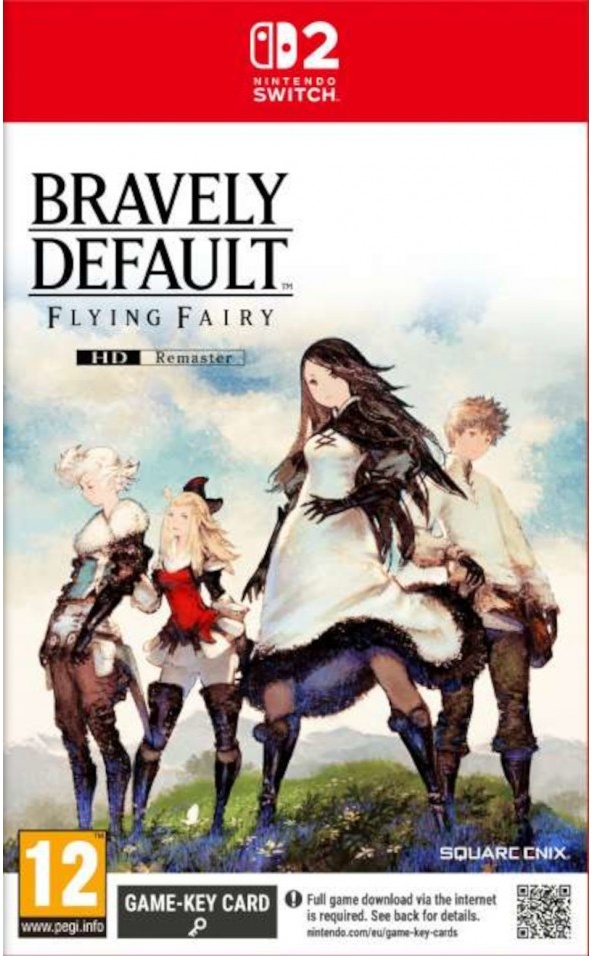 2
NINTENDO
SWITCH
BRAVELY
DEFAULT™
FLYING FAIRY
HD Remaster
SQUARE ENIX
12
www.pegi.info
GAME-KEY CARD
Full game download via the internet
is required. See back for details.
nintendo.com/eu/game-key-cards